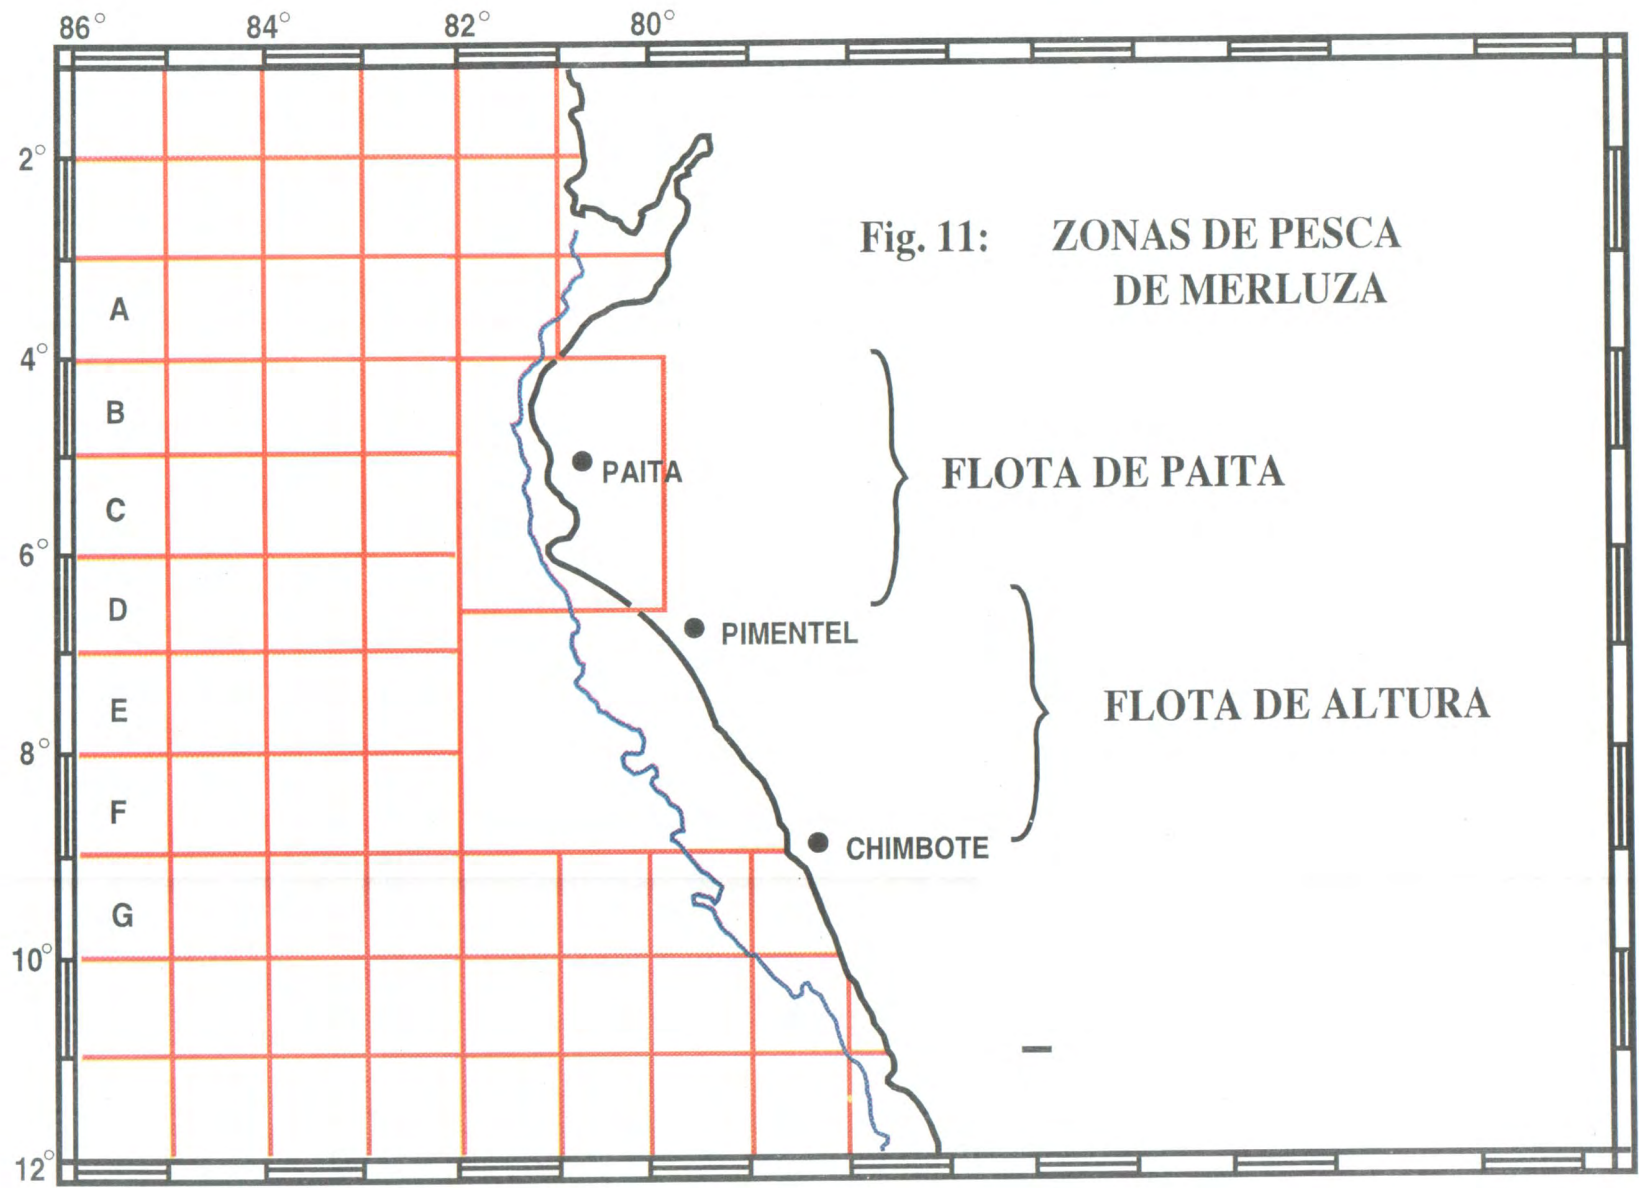 86° 84° 82° 80°
2°
Fig. 11: ZONAS DE PESCA
DE MERLUZA
A
4°
B
PAITA
FLOTA DE PAITA
C
6°
D
PIMENTEL
E
FLOTA DE ALTURA
8°
F
CHIMBOTE
G
10°
12°